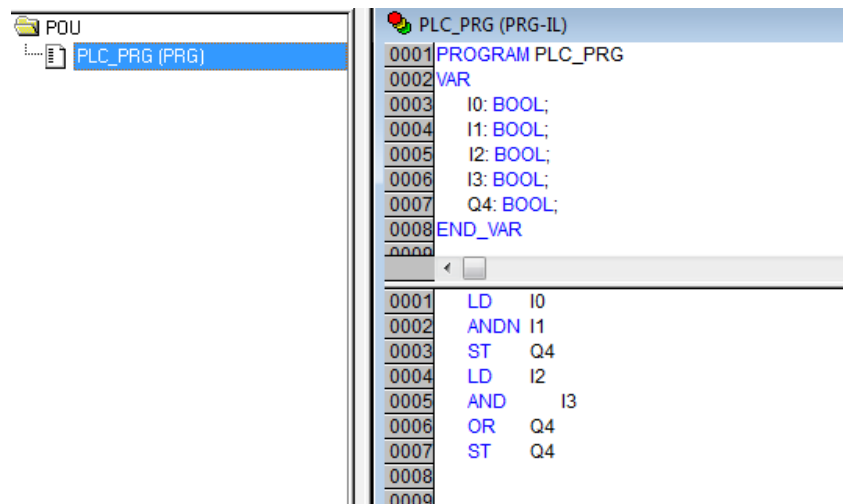 POU
PLC_PRG (PRG)
PLC_PRG (PRG-IL)
0001 PROGRAM PLC_PRG
0002 VAR
0003 I0: BOOL;
0004 I1: BOOL;
0005 I2: BOOL;
0006 I3: BOOL;
0007 Q4: BOOL;
0008 END_VAR
0009
0001 LD I0
0002 ANDN I1
0003 ST Q4
0004 LD I2
0005 AND I3
0006 OR Q4
0007 ST Q4
0008
0009